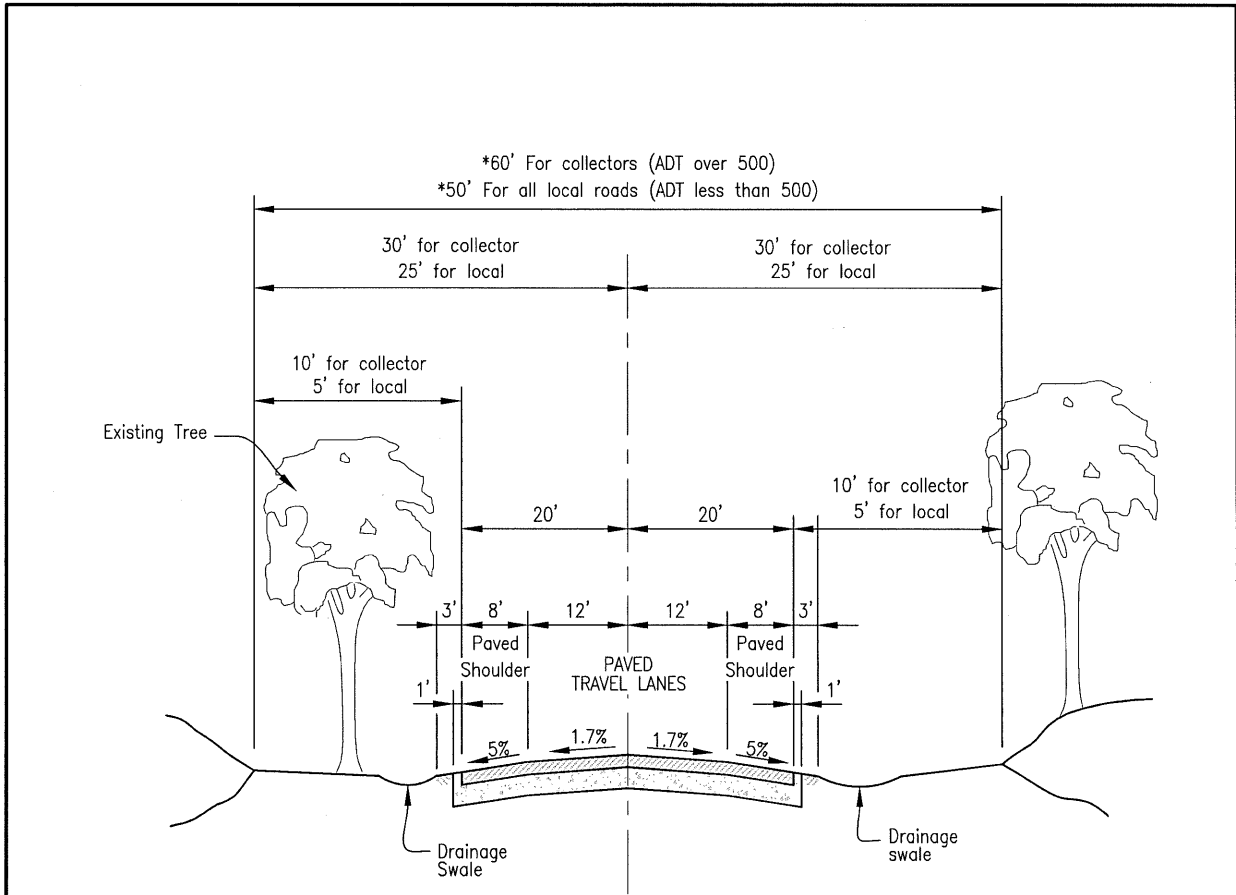 *60' For collectors (ADT over 500)
*50' For all local roads (ADT less than 500)
30' for collector
25' for local
30' for collector
25' for local
10' for collector
5' for local
Existing Tree
10' for collector
5' for local
20'
20'
3'
8'
12'
12'
8'
3'
Paved
Shoulder
PAVED
TRAVEL LANES
Paved
Shoulder
1'
1'
5%
1.7%
1.7%
5%
Drainage
Swale
Drainage
swale